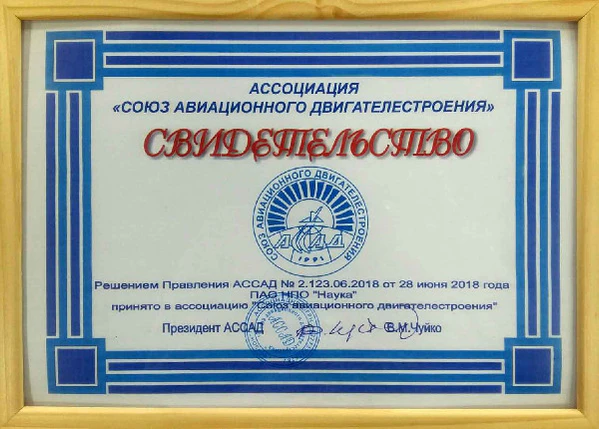 АССОЦИАЦИЯ
«СОЮЗ АВИАЦИОННОГО ДВИГАТЕЛЕСТРОЕНИЯ»
СВИДЕТЕЛЬСТВО
СОЮЗ АВИАЦИОННОГО ДВИГАТЕЛЕСТРОЕНИЯ
АССАД
1991
Решением Правления АССАД № 2.123.06.2018 от 28 июня 2018 года
ПАО НПО "Наука"
принято в ассоциацию "Союз авиационного двигателестроения"
Президент АССАД В.М.Чуйко
АССАД